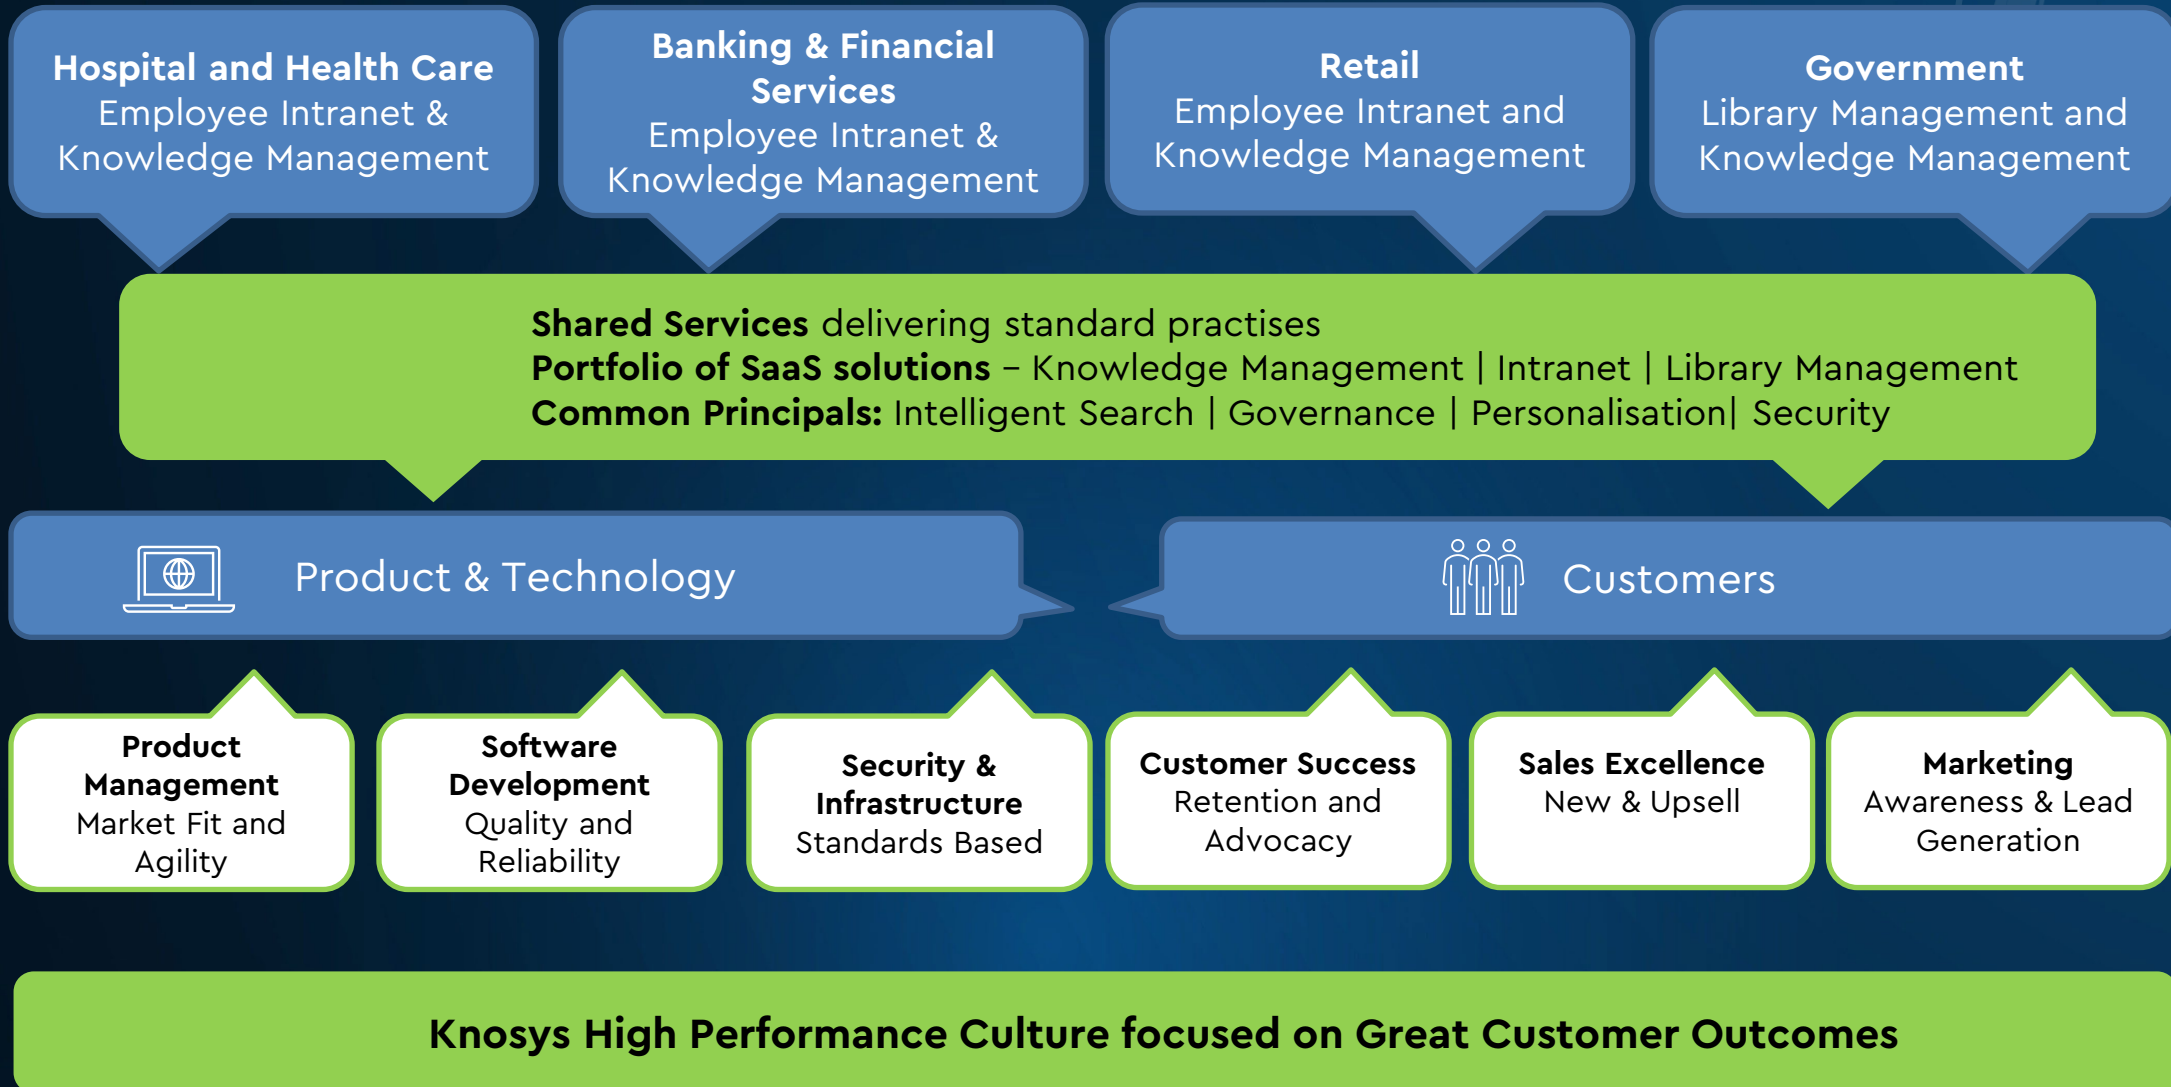 Hospital and Health Care
Employee Intranet &
Knowledge Management
Banking & Financial
Services
Employee Intranet &
Knowledge Management
Retail
Employee Intranet and
Knowledge Management
Government
Library Management and
Knowledge Management
Shared Services delivering standard practises
Portfolio of SaaS solutions – Knowledge Management | Intranet | Library Management
Common Principals: Intelligent Search | Governance | Personalisation| Security
Product & Technology
Customers
Product
Management
Market Fit and
Agility
Software
Development
Quality and
Reliability
Security &
Infrastructure
Standards Based
Customer Success
Retention and
Advocacy
Sales Excellence
New & Upsell
Marketing
Awareness & Lead
Generation
Knosys High Performance Culture focused on Great Customer Outcomes